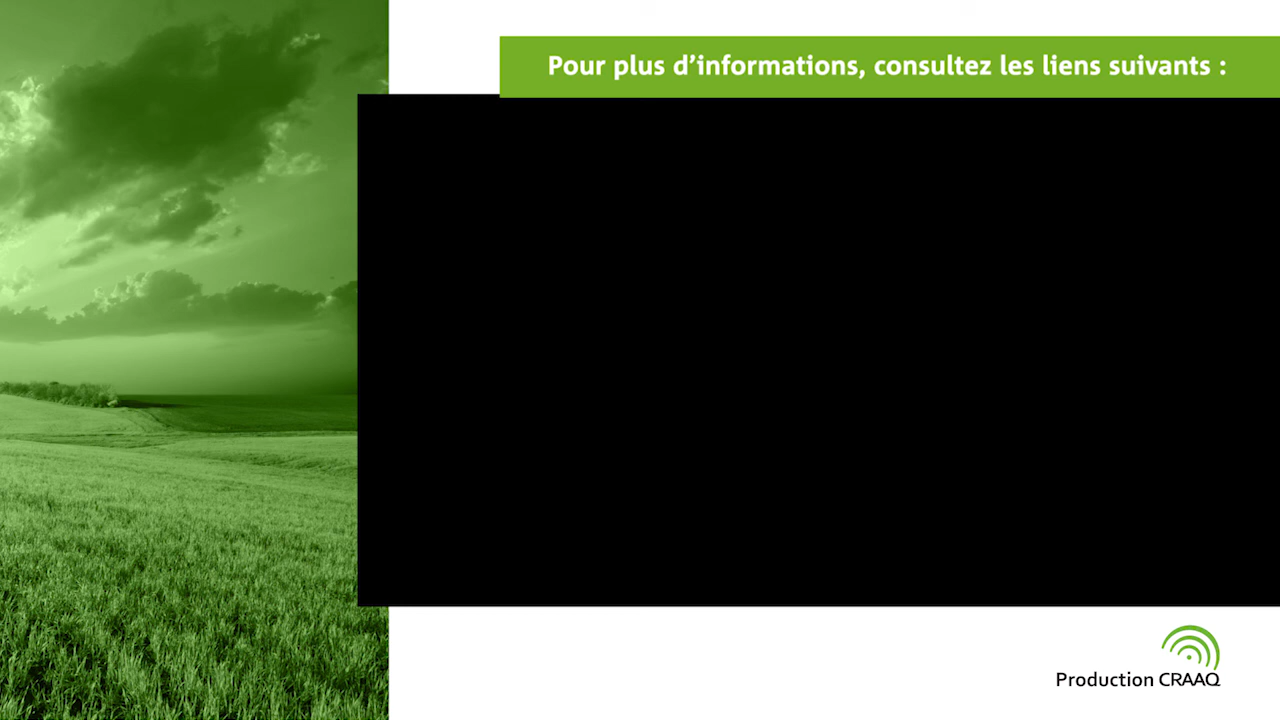 Pour plus d’informations, consultez les liens suivants :
Production CRAAQ